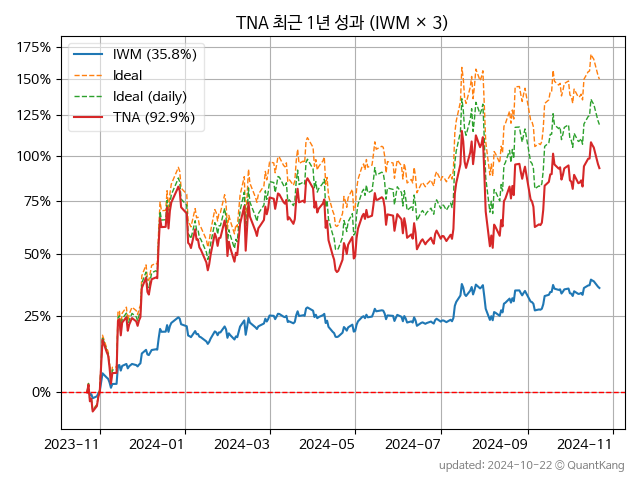 TNA 최근 1년 성과 (IWM × 3)
175%
150%
125%
100%
75%
50%
25%
0%
IWM (35.8%)
Ideal
Ideal (daily)
TNA (92.9%)
2023-11
2024-01
2024-03
2024-05
2024-07
2024-09
2024-11
updated: 2024-10-22 © QuantKang